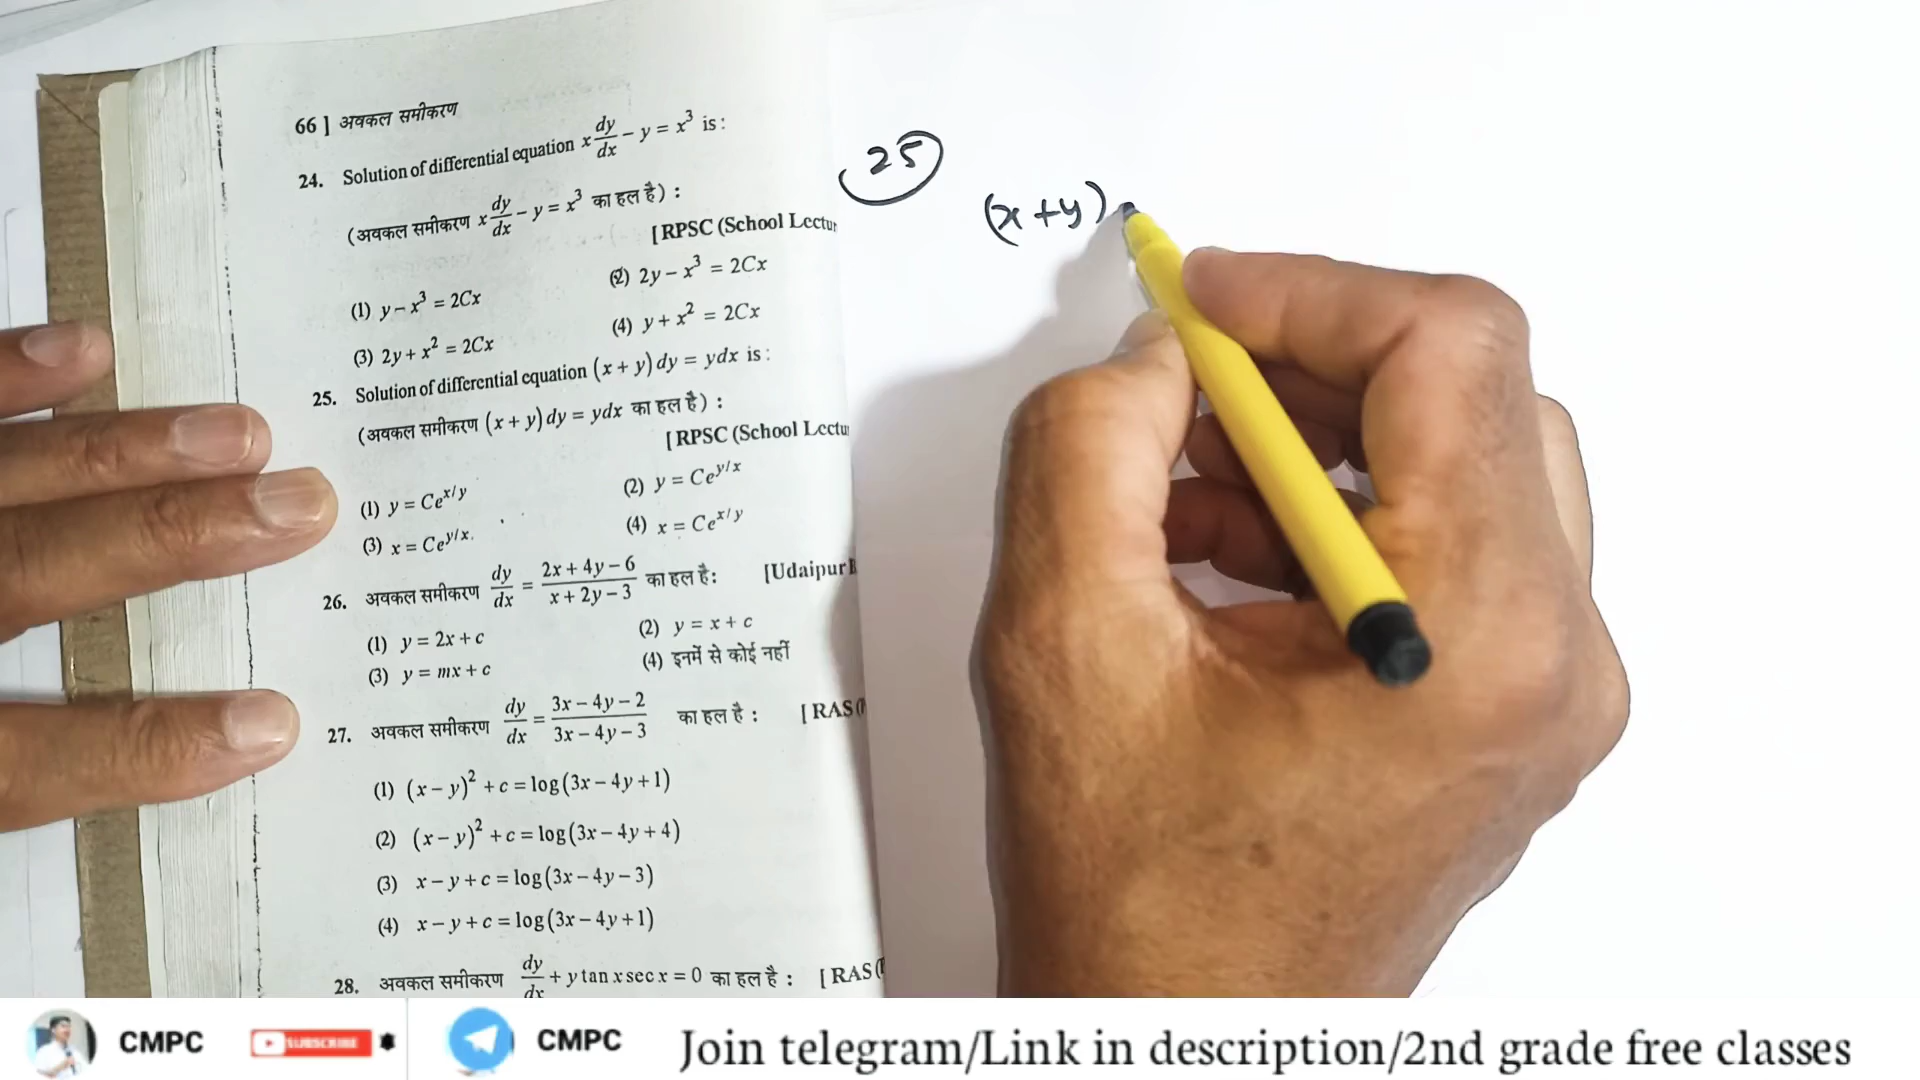 66 ] अवकल समीकरण
24. Solution of differential equation x dy/dx − y = x³ is :
(अवकल समीकरण x dy/dx − y = x³ का हल है) :
[RPSC (School Lectur
(1) y − x³ = 2Cx (2) 2y − x³ = 2Cx
(3) 2y + x² = 2Cx (4) y + x² = 2Cx
25. Solution of differential equation (x + y) dy = ydx is :
(अवकल समीकरण (x + y) dy = ydx का हल है) :
[RPSC (School Lectu
(1) y = Ce^{x/y} (2) y = Ce^{y/x}
(3) x = Ce^{y/x}. (4) x = Ce^{x/y}
26. अवकल समीकरण dy/dx = (2x + 4y − 6)/(x + 2y − 3) का हल है: [Udaipur
(1) y = 2x + c (2) y = x + c
(3) y = mx + c (4) इनमें से कोई नहीं
27. अवकल समीकरण dy/dx = (3x − 4y − 2)/(3x − 4y − 3) का हल है : [RAS
(1) (x − y)² + c = log(3x − 4y + 1)
(2) (x − y)² + c = log(3x − 4y + 4)
(3) x − y + c = log(3x − 4y − 3)
(4) x − y + c = log(3x − 4y + 1)
28. अवकल समीकरण dy/dx + y tan x sec x = 0 का हल है : [RAS
25
(x + y)
CMPC SUBSCRIBE CMPC Join telegram/Link in description/2nd grade free classes